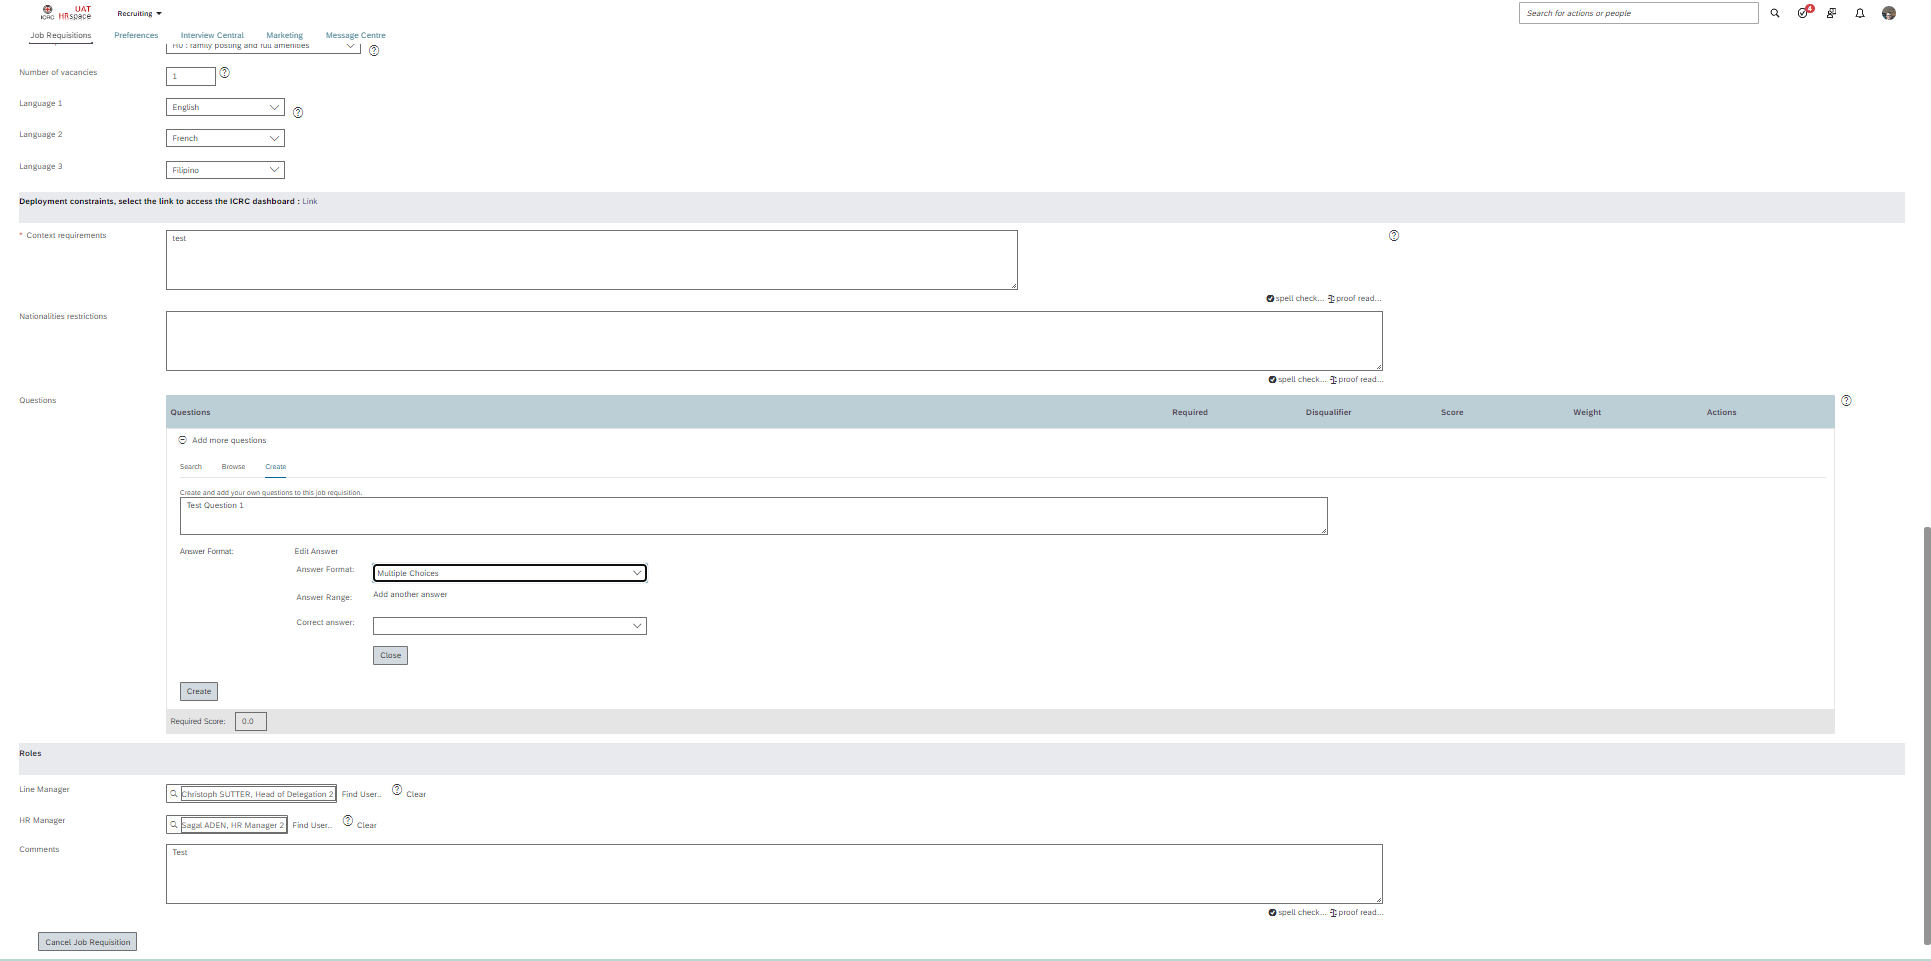 ICRC
UAT
HRspace
Recruiting
Search for actions or people
4
Job Requisitions
Preferences
Interview Central
Marketing
Message Centre
H0 : family posting and full amenities
Number of vacancies
1
Language 1
English
Language 2
French
Language 3
Filipino
Deployment constraints, select the link to access the ICRC dashboard : Link
* Context requirements
test
spell check... proof read...
Nationalities restrictions
spell check... proof read...
Questions
Questions Required Disqualifier Score Weight Actions
Add more questions
Search Browse Create
Create and add your own questions to this job requisition.
Test Question 1
Answer Format: Edit Answer
Answer Format: Multiple Choices
Answer Range: Add another answer
Correct answer:
Close
Create
Required Score: 0.0
Roles
Line Manager
Christoph SUTTER, Head of Delegation 2 Find User.. Clear
HR Manager
Sagal ADEN, HR Manager 2 Find User.. Clear
Comments
Test
spell check... proof read...
Cancel Job Requisition